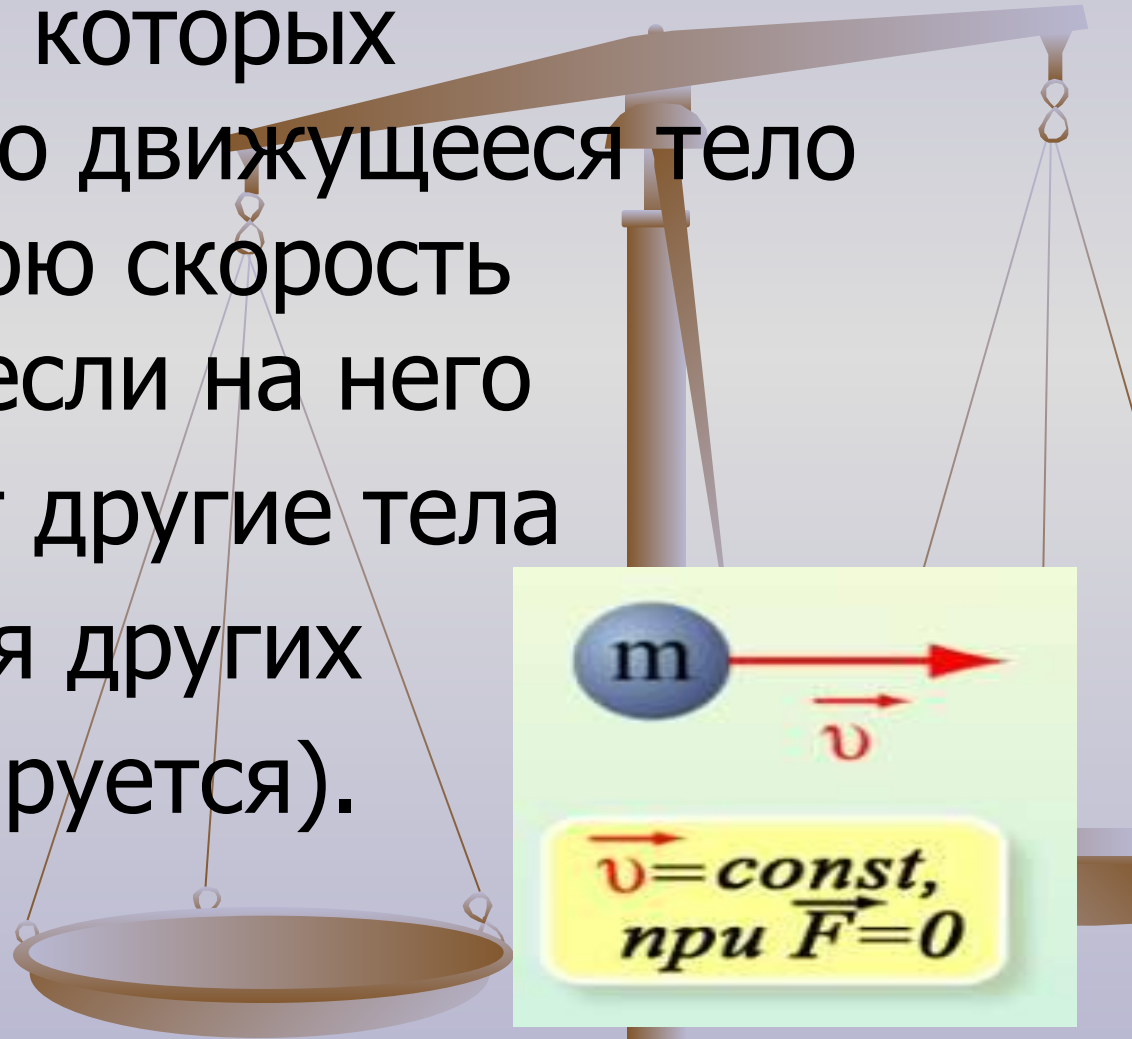 которых
о движущееся тело
ою скорость
если на него
т другие тела
я других
руется).
m
υ
υ=const,
при F=0